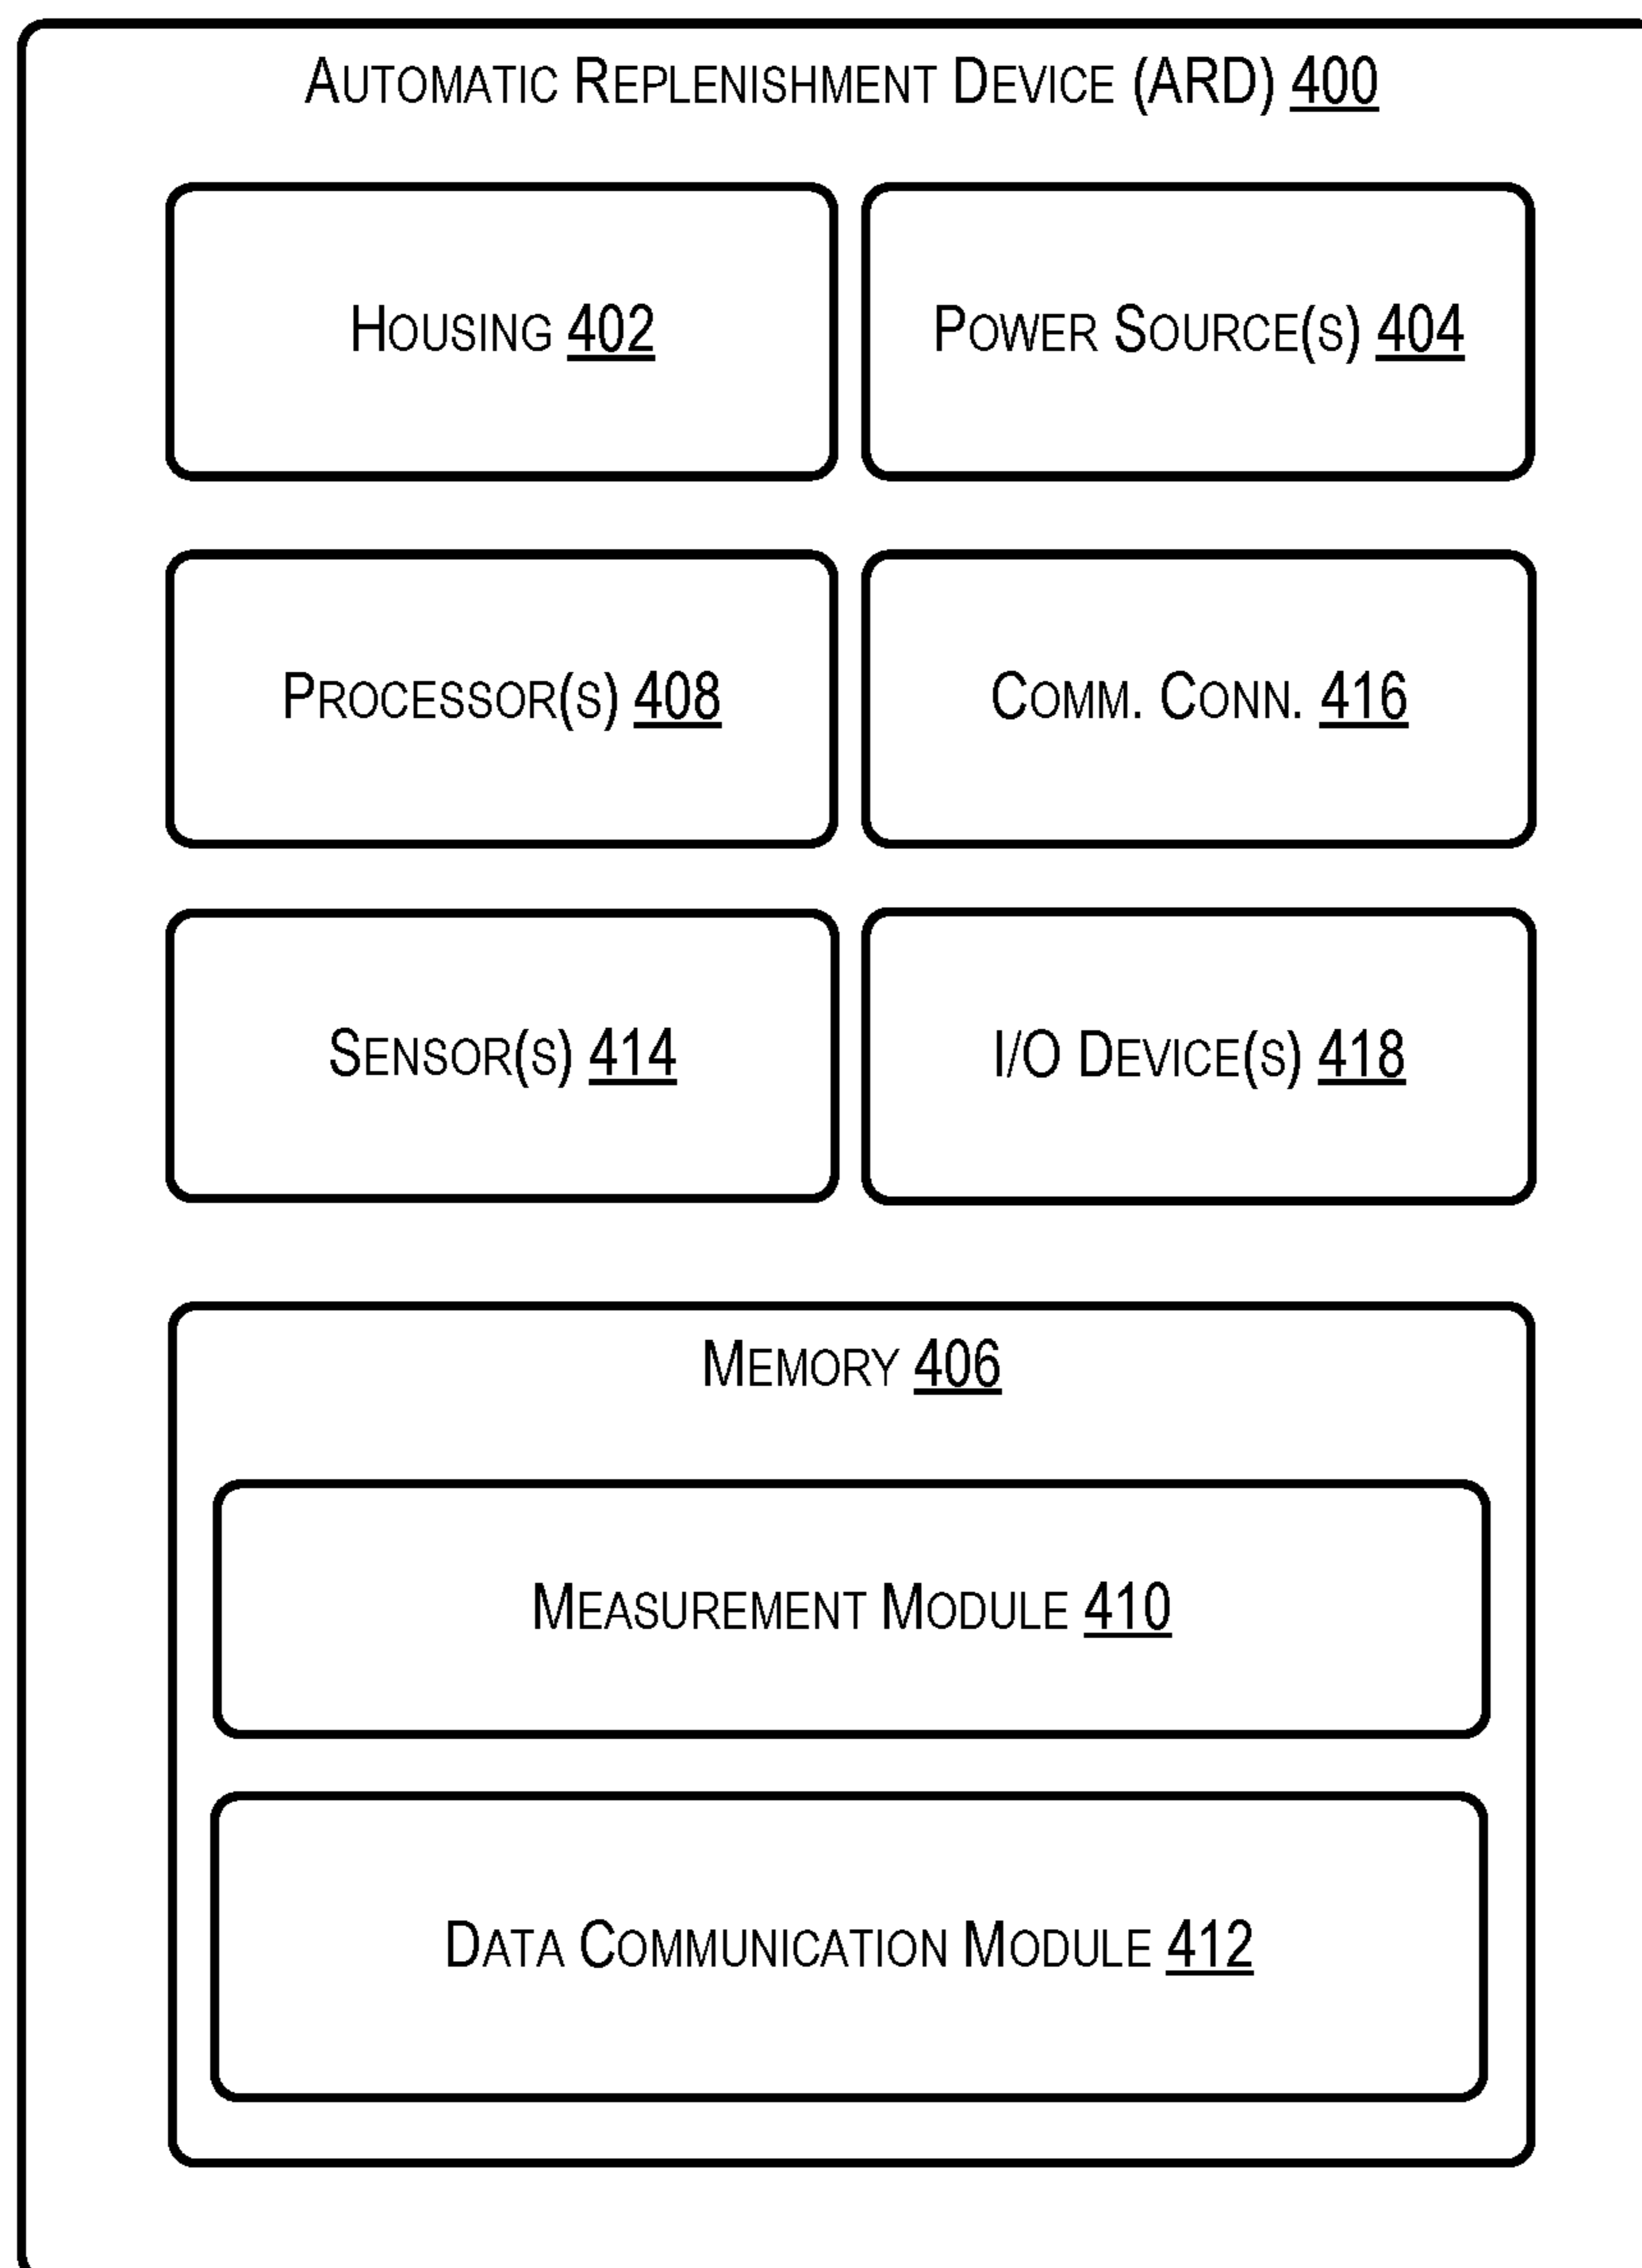 Automatic Replenishment Device (ARD) 400
Housing 402
Power Source(s) 404
Processor(s) 408
Comm. Conn. 416
Sensor(s) 414
I/O Device(s) 418
Memory 406
Measurement Module 410
Data Communication Module 412